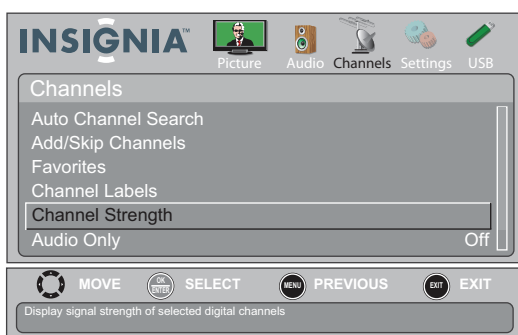 INSIGNIA™
Picture Audio Channels Settings USB
Channels
Auto Channel Search
Add/Skip Channels
Favorites
Channel Labels
Channel Strength
Audio Only Off
MOVE OK ENTER SELECT MENU PREVIOUS EXIT EXIT
Display signal strength of selected digital channels